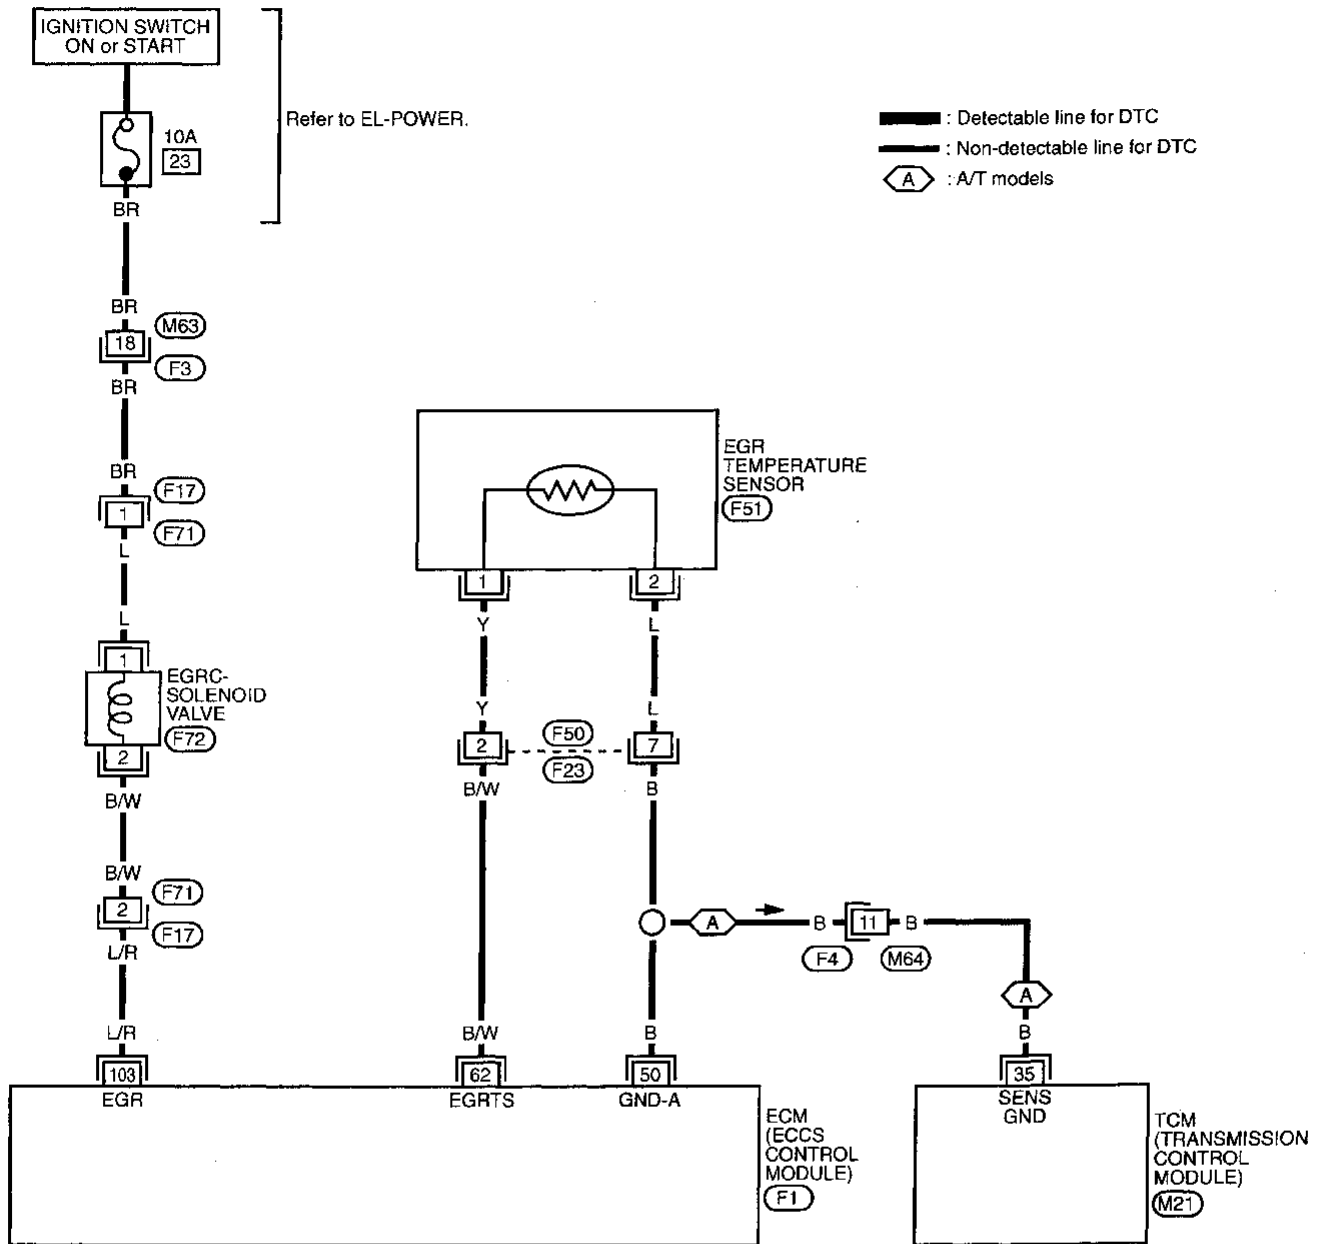 IGNITION SWITCH
ON or START
Refer to EL-POWER.
10A
23
BR
: Detectable line for DTC
: Non-detectable line for DTC
A : A/T models
BR
18
M63
F3
BR
BR
F17
1
F71
L
L
1
EGRC-
SOLENOID
VALVE
F72
2
B/W
B/W
F71
2
F17
L/R
L/R
103
EGR
EGR
TEMPERATURE
SENSOR
F51
1
2
Y
L
Y
L
2
F50
F23
7
B/W
B
A
B
11
B
F4
M64
A
B/W
B
B
62
50
35
EGRTS
GND-A
SENS
GND
ECM
(ECCS
CONTROL
MODULE)
F1
TCM
(TRANSMISSION
CONTROL
MODULE)
M21